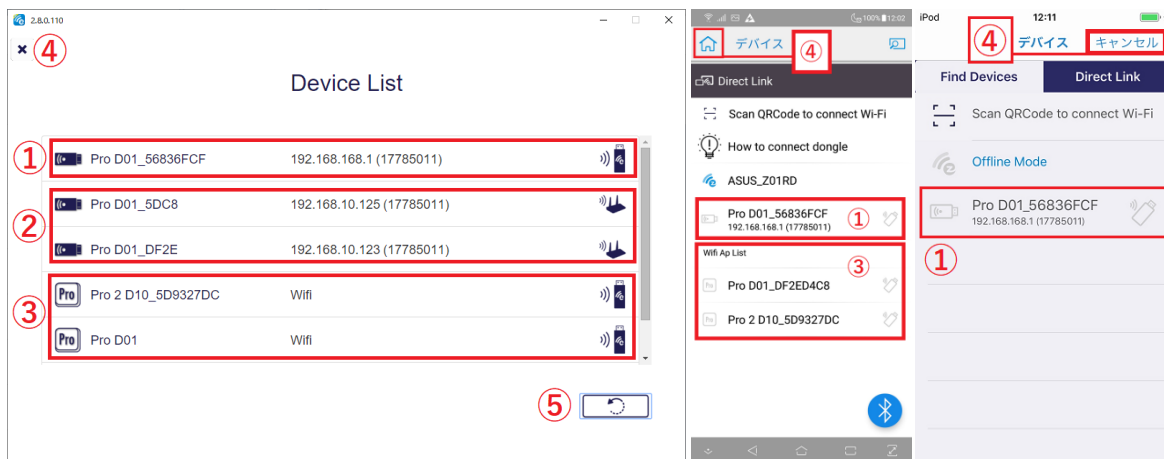 2.8.0.110
④
Device List
①
Pro D01_56836FCF 192.168.168.1 (17785011)
②
Pro D01_5DC8 192.168.10.125 (17785011)
Pro D01_DF2E 192.168.10.123 (17785011)
③
Pro 2 D10_5D9327DC Wifi
Pro D01 Wifi
⑤
100% 12:02
デバイス
④
Direct Link
Scan QRCode to connect Wi-Fi
How to connect dongle
ASUS_Z01RD
Pro D01_56836FCF
192.168.168.1 (17785011)
①
Wifi Ap List
③
Pro D01_DF2ED4C8
Pro 2 D10_5D9327DC
iPod 12:11
④ デバイス キャンセル
Find Devices Direct Link
Scan QRCode to connect Wi-Fi
Offline Mode
Pro D01_56836FCF
192.168.168.1 (17785011)
①